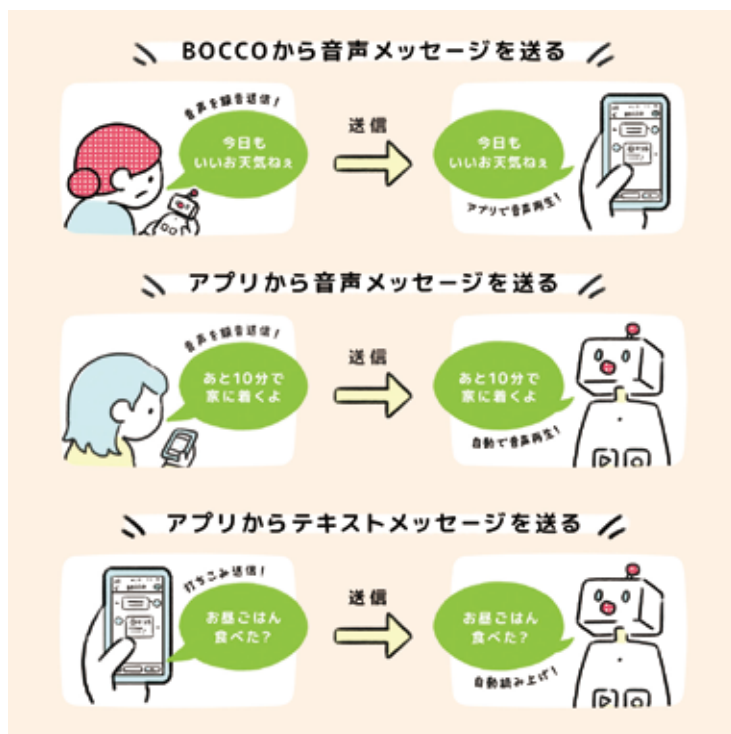 BOCCOから音声メッセージを送る
音声を録音送信!
今日も
いいお天気ねぇ
送信
今日も
いいお天気ねぇ
アプリで音声再生!
アプリから音声メッセージを送る
音声を録音送信!
あと10分で
家に着くよ
送信
あと10分で
家に着くよ
自動で音声再生!
アプリからテキストメッセージを送る
打ちこみ送信!
お昼ごはん
食べた?
送信
お昼ごはん
食べた?
自動読み上げ!